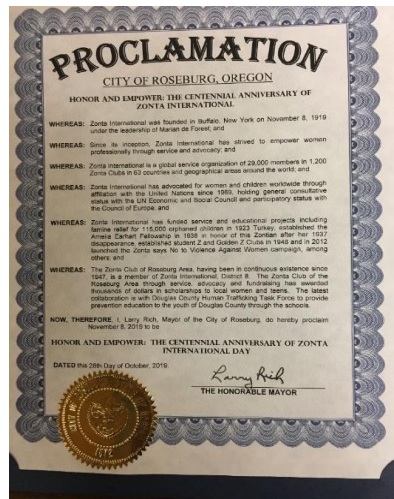 PROCLAMATION
CITY OF ROSEBURG, OREGON
HONOR AND EMPOWER: THE CENTENNIAL ANNIVERSARY OF
ZONTA INTERNATIONAL
WHEREAS: Zonta International was founded in Buffalo, New York on November 8, 1919
under the leadership of Marian de Forest; and
WHEREAS: Since its inception, Zonta International has strived to empower women
professionally through service and advocacy; and
WHEREAS: Zonta International is a global service organization of 29,000 members in 1,200
Zonta Clubs in 63 countries and geographical areas around the world; and
WHEREAS: Zonta International has advocated for women and children worldwide through
affiliation with the United Nations since 1969, holding general consultative
status with the UN Economic and Social Council and participatory status with
the Council of Europe; and
WHEREAS: Zonta International has funded service and educational projects including
famine relief for 115,000 orphaned children in 1923 Turkey, established the
Amelia Earhart Fellowship in 1938 in honor of this Zontian after her 1937
disappearance, established student Z and Golden Z Clubs in 1948 and in 2012
launched the Zonta says No to Violence Against Women campaign, among
others; and
WHEREAS: The Zonta Club of Roseburg Area, having been in continuous existence since
1947, is a member of Zonta International, District 8. The Zonta Club of the
Roseburg Area through service, advocacy and fundraising has awarded
thousands of dollars in scholarships to local women and teens. The latest
collaboration is with Douglas County Human Trafficking Task Force to provide
prevention education to the youth of Douglas County through the schools.
NOW, THEREFORE, I, Larry Rich, Mayor of the City of Roseburg, do hereby proclaim
November 8, 2019 to be
HONOR AND EMPOWER: THE CENTENNIAL ANNIVERSARY OF ZONTA
INTERNATIONAL DAY
DATED this 28th Day of October, 2019.
Larry Rich
THE HONORABLE MAYOR
1872